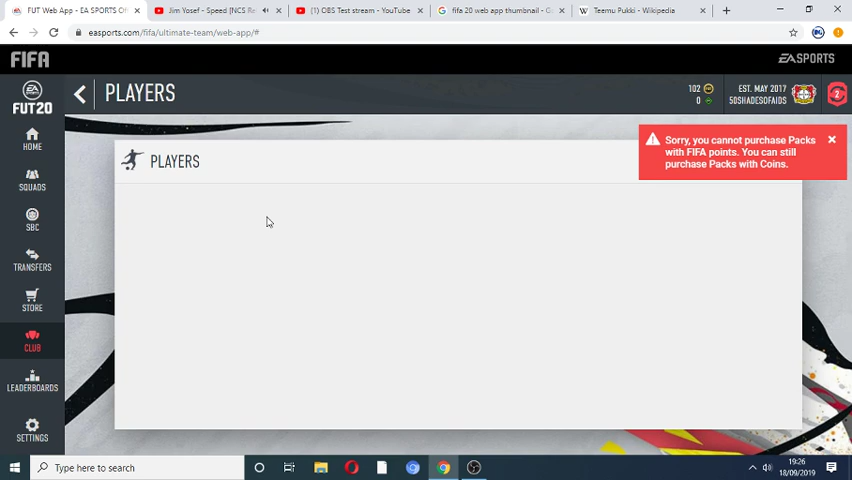 FUT Web App - EA SPORTS Of
Jim Yosef - Speed [NCS Re
(1) OBS Test stream - YouTube
fifa 20 web app thumbnail - G
Teemu Pukki - Wikipedia
easports.com/fifa/ultimate-team/web-app/#
FIFA
EA SPORTS
FUT20
PLAYERS
102
0
EST. MAY 2017
5DSHADESOFAIDS
2
Sorry, you cannot purchase Packs
with FIFA points. You can still
purchase Packs with Coins.
PLAYERS
HOME
SQUADS
SBC
TRANSFERS
STORE
CLUB
LEADERBOARDS
SETTINGS
Type here to search
19:26
18/09/2019